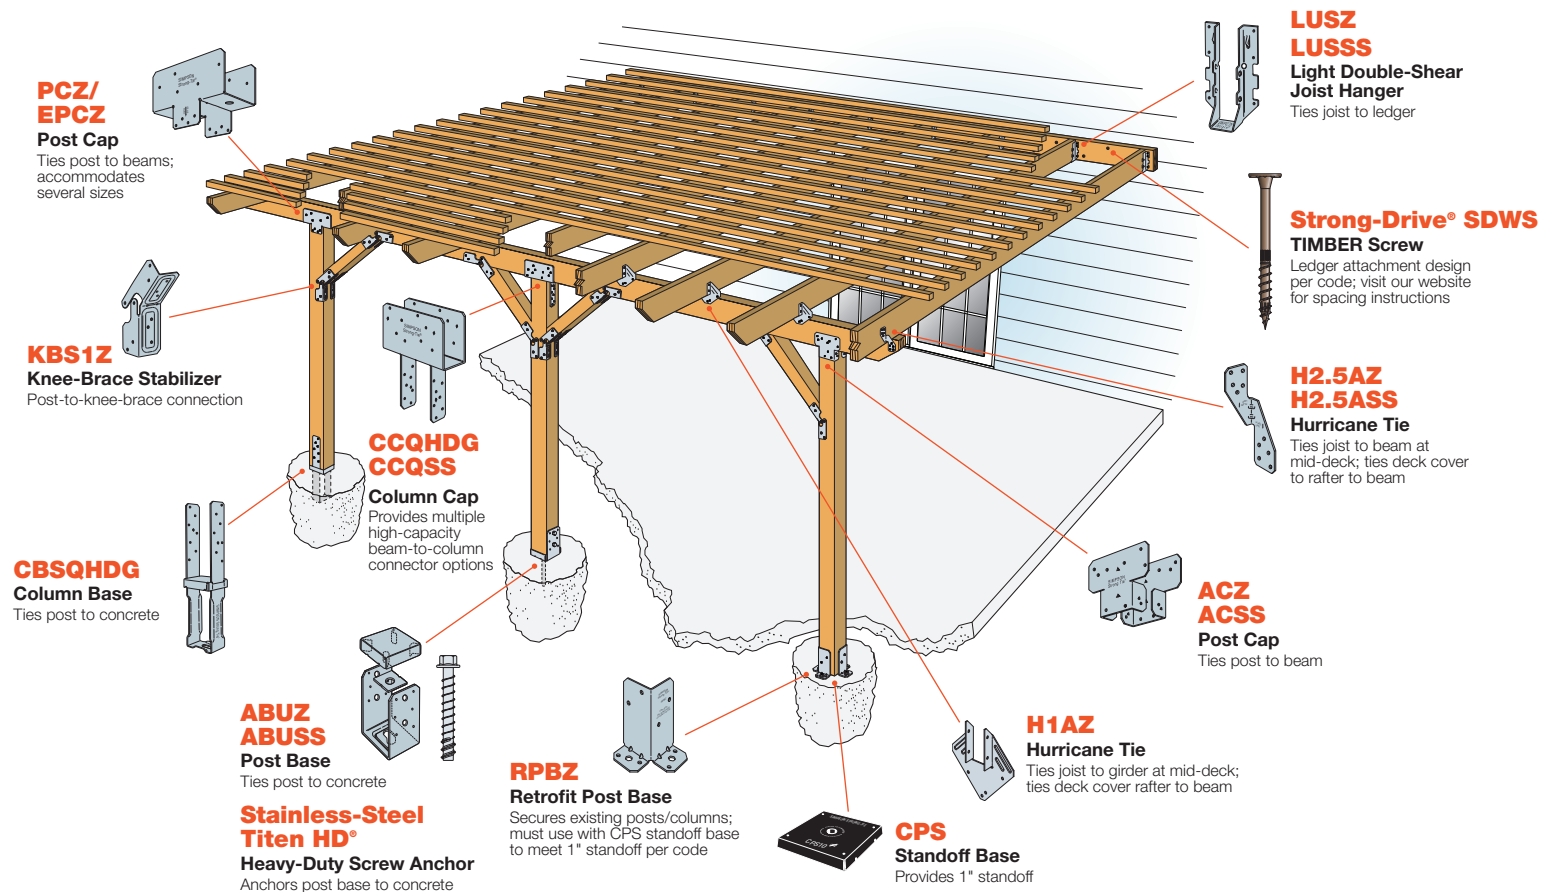 PCZ/
EPCZ
Post Cap
Ties post to beams;
accommodates
several sizes
KBS1Z
Knee-Brace Stabilizer
Post-to-knee-brace connection
CCQHDG
CCQSS
Column Cap
Provides multiple
high-capacity
beam-to-column
connector options
CBSQHDG
Column Base
Ties post to concrete
ABUZ
ABUSS
Post Base
Ties post to concrete
Stainless-Steel
Titen HD®
Heavy-Duty Screw Anchor
Anchors post base to concrete
RPBZ
Retrofit Post Base
Secures existing posts/columns;
must use with CPS standoff base
to meet 1" standoff per code
CPS
Standoff Base
Provides 1" standoff
H1AZ
Hurricane Tie
Ties joist to girder at mid-deck;
ties deck cover rafter to beam
ACZ
ACSS
Post Cap
Ties post to beam
H2.5AZ
H2.5ASS
Hurricane Tie
Ties joist to beam at
mid-deck; ties deck cover
to rafter to beam
Strong-Drive® SDWS
TIMBER Screw
Ledger attachment design
per code; visit our website
for spacing instructions
LUSZ
LUSSS
Light Double-Shear
Joist Hanger
Ties joist to ledger